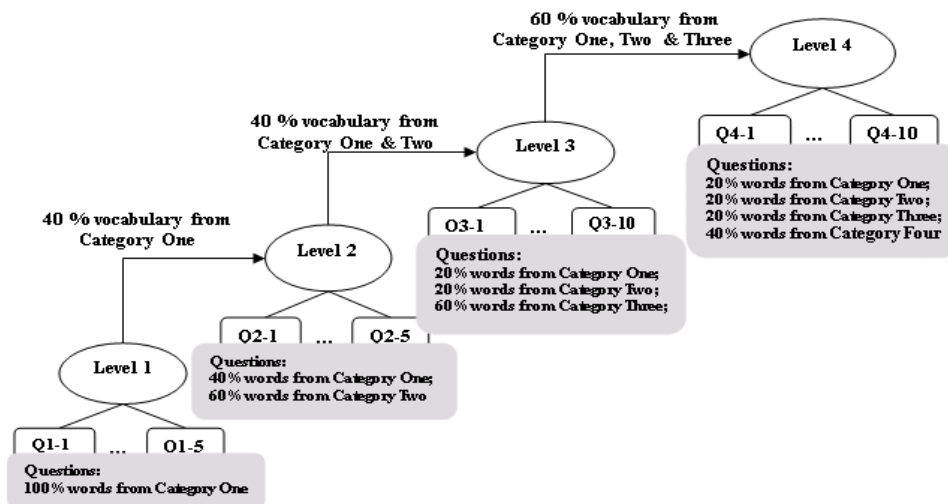 60 % vocabulary from
Category One, Two & Three
Level 4
Q4-1
...
Q4-10
Questions:
20% words from Category One;
20% words from Category Two;
20% words from Category Three;
40% words from Category Four
40 % vocabulary from
Category One & Two
Level 3
Q3-1
...
Q3-10
Questions:
20% words from Category One;
20% words from Category Two;
60% words from Category Three;
40 % vocabulary from
Category One
Level 2
Q2-1
...
Q2-5
Questions:
40% words from Category One;
60% words from Category Two
Level 1
Q1-1
...
Q1-5
Questions:
100% words from Category One